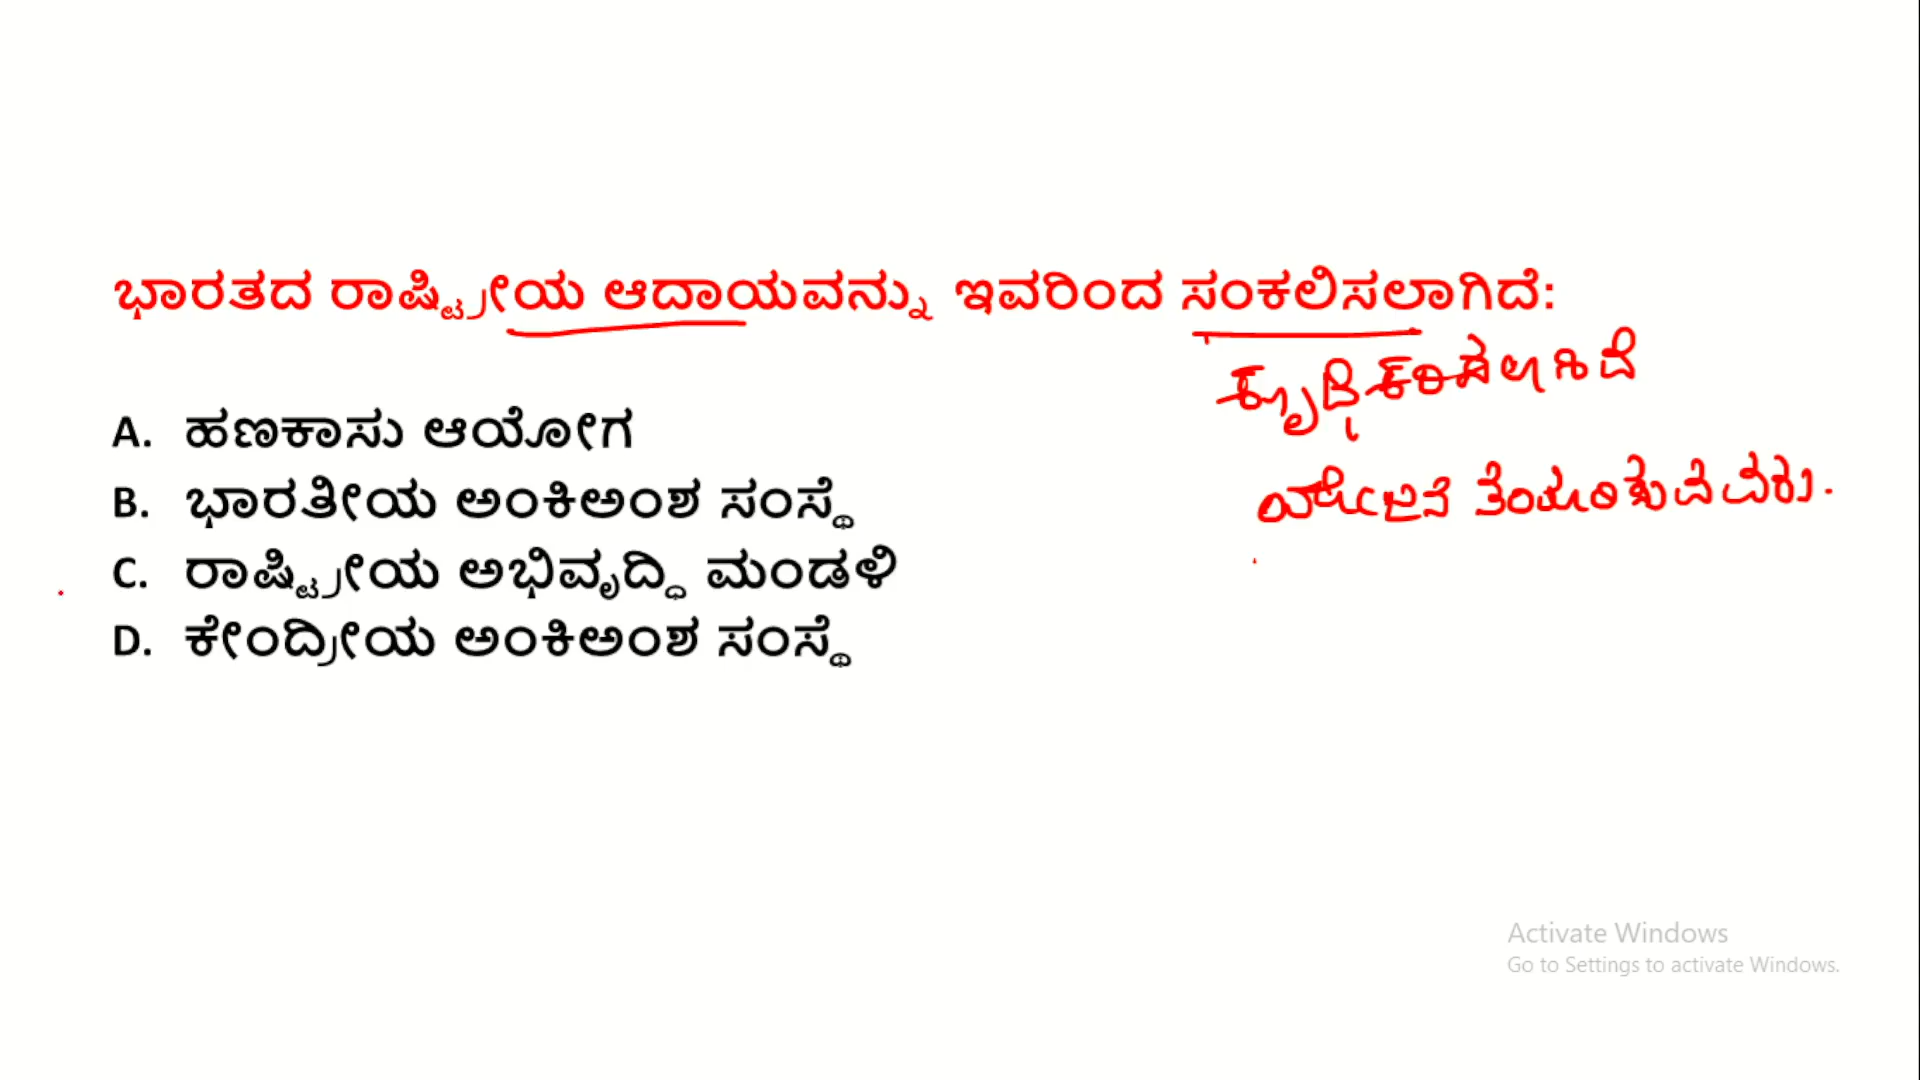 ಭಾರತದ ರಾಷ್ಟ್ರೀಯ ಆದಾಯವನ್ನು ಇವರಿಂದ ಸಂಕಲಿಸಲಾಗಿದೆ:
A. ಹಣಕಾಸು ಆಯೋಗ
B. ಭಾರತೀಯ ಅಂಕಿಅಂಶ ಸಂಸ್ಥೆ
C. ರಾಷ್ಟ್ರೀಯ ಅಭಿವೃದ್ಧಿ ಮಂಡಳಿ
D. ಕೇಂದ್ರೀಯ ಅಂಕಿಅಂಶ ಸಂಸ್ಥೆ
Activate Windows
Go to Settings to activate Windows.